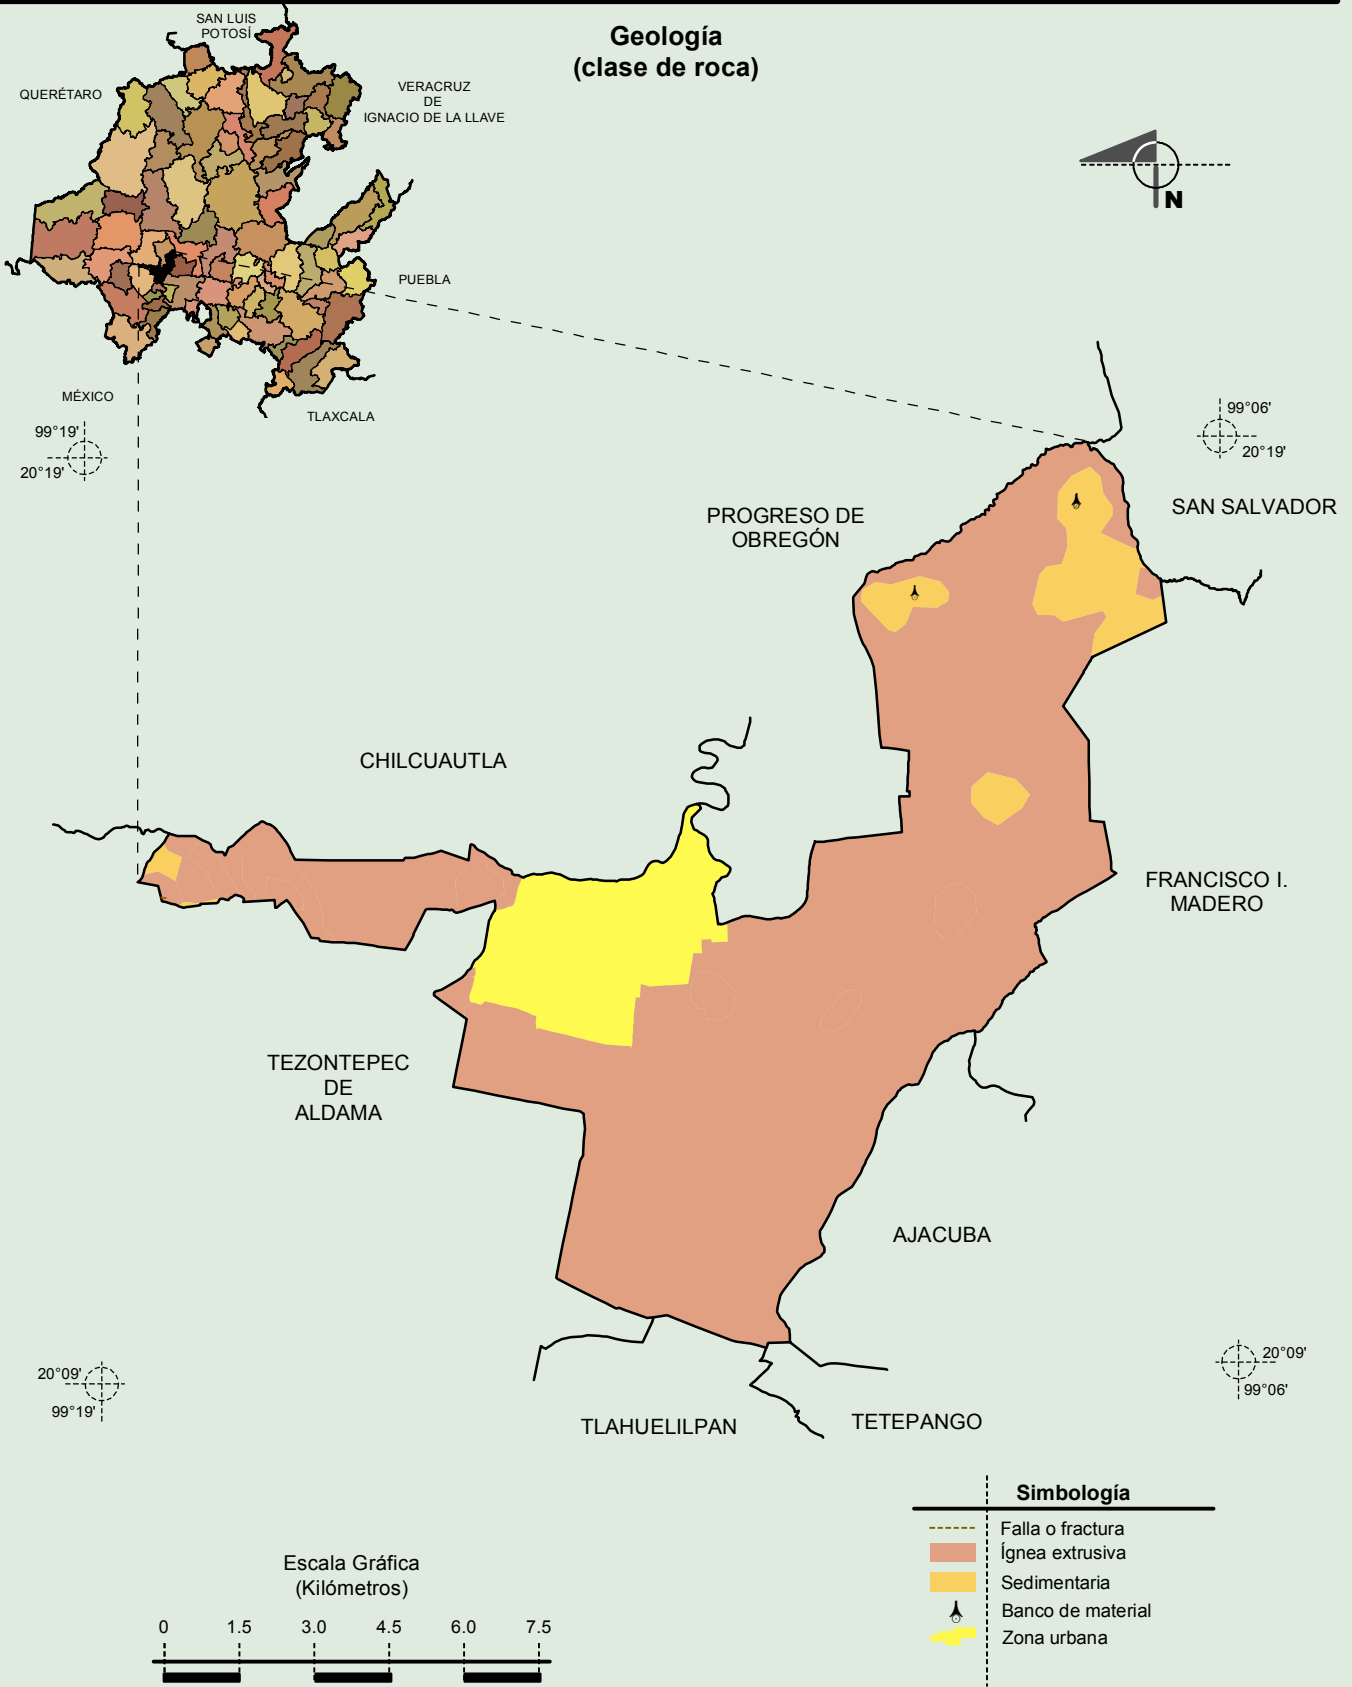 Geología
(clase de roca)
SAN LUIS
POTOSÍ
QUERÉTARO
VERACRUZ
DE
IGNACIO DE LA LLAVE
PUEBLA
MÉXICO
TLAXCALA
N
99°19'
20°19'
99°06'
20°19'
PROGRESO DE
OBREGÓN
SAN SALVADOR
CHILCUAUTLA
FRANCISCO I.
MADERO
TEZONTEPEC
DE
ALDAMA
AJACUBA
20°09'
99°19'
20°09'
99°06'
TLAHUELILPAN
TETEPANGO
Simbología
Falla o fractura
Ígnea extrusiva
Sedimentaria
Banco de material
Zona urbana
Escala Gráfica
(Kilómetros)
0 1.5 3.0 4.5 6.0 7.5